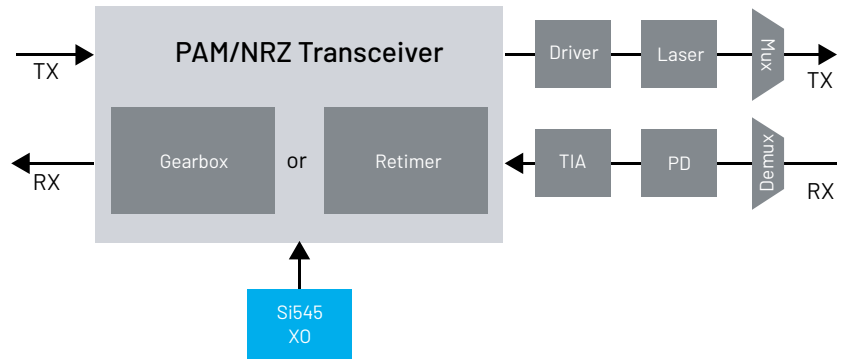 PAM/NRZ Transceiver
TX
Driver
Laser
Mux
TX
Gearbox
or
Retimer
RX
TIA
PD
Demux
RX
Si545
XO